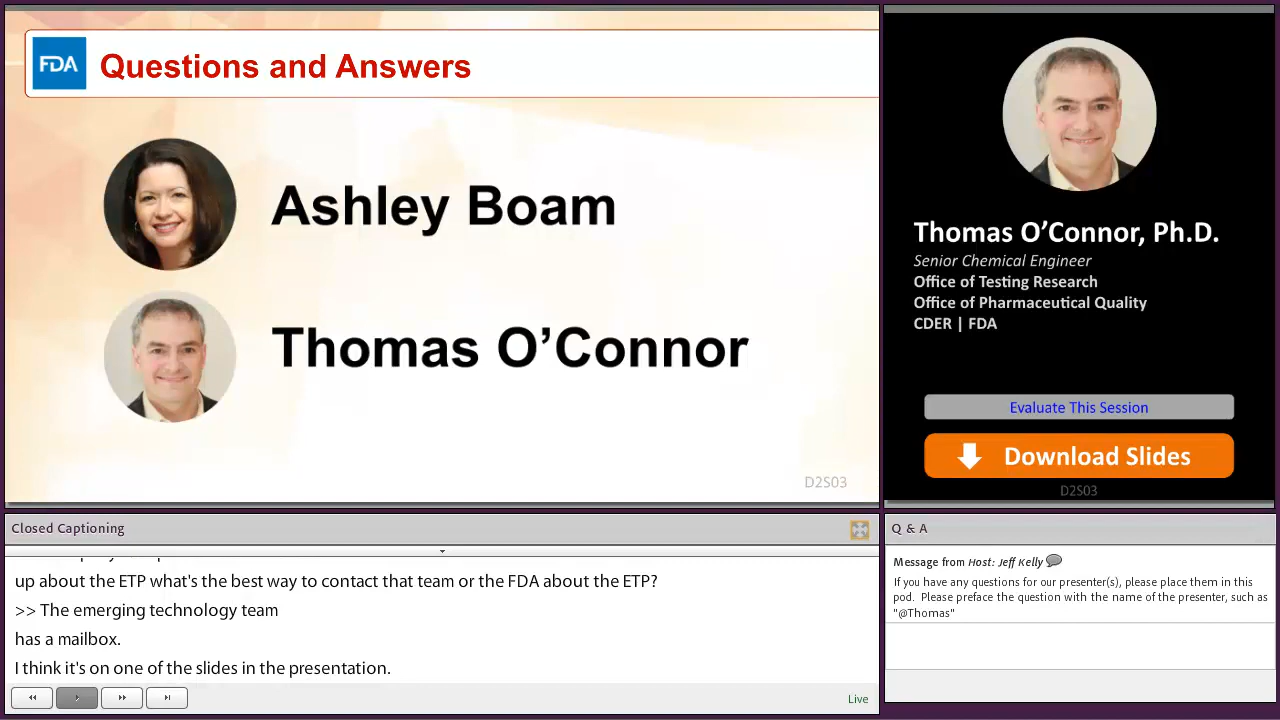 FDA
Questions and Answers
Ashley Boam
Thomas O’Connor
D2S03
Thomas O’Connor, Ph.D.
Senior Chemical Engineer
Office of Testing Research
Office of Pharmaceutical Quality
CDER | FDA
Evaluate This Session
Download Slides
D2S03
Closed Captioning
up about the ETP what's the best way to contact that team or the FDA about the ETP?
>> The emerging technology team
has a mailbox.
I think it's on one of the slides in the presentation.
Live
Q & A
Message from Host: Jeff Kelly
If you have any questions for our presenter(s), please place them in this
pod. Please preface the question with the name of the presenter, such as
"@Thomas"